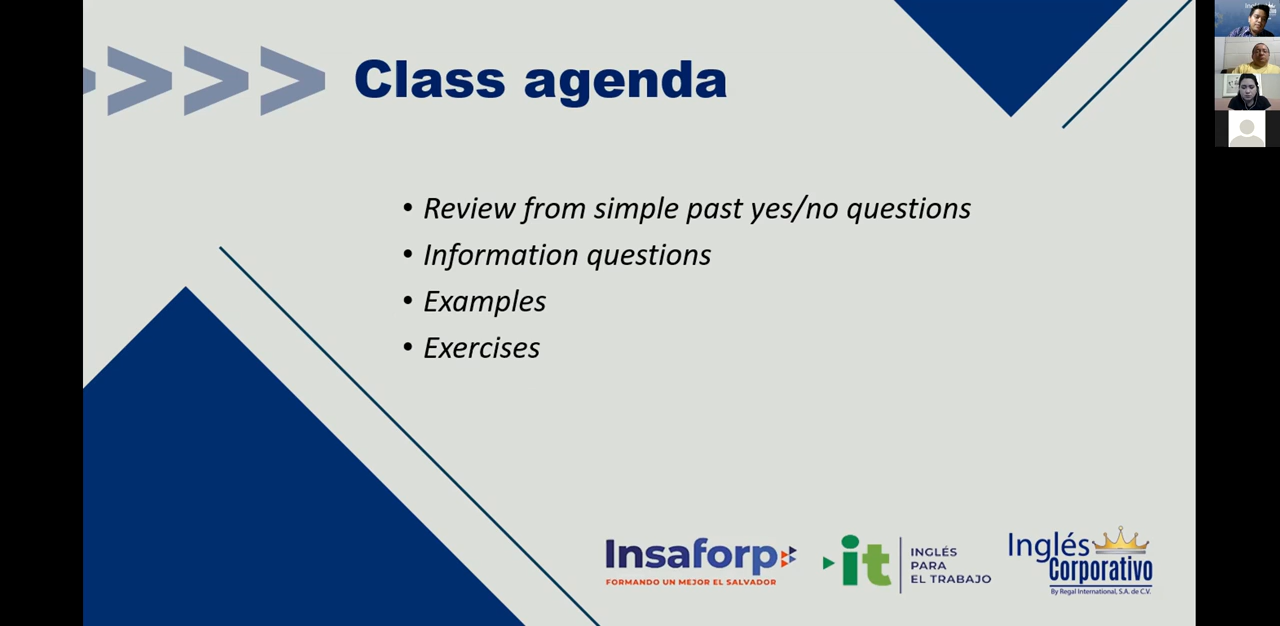 Class agenda
• Review from simple past yes/no questions
• Information questions
• Examples
• Exercises
Insaforp
FORMANDO UN MEJOR EL SALVADOR
it
INGLÉS
PARA
EL TRABAJO
Inglés
Corporativo
By Regal International, S.A. de C.V.